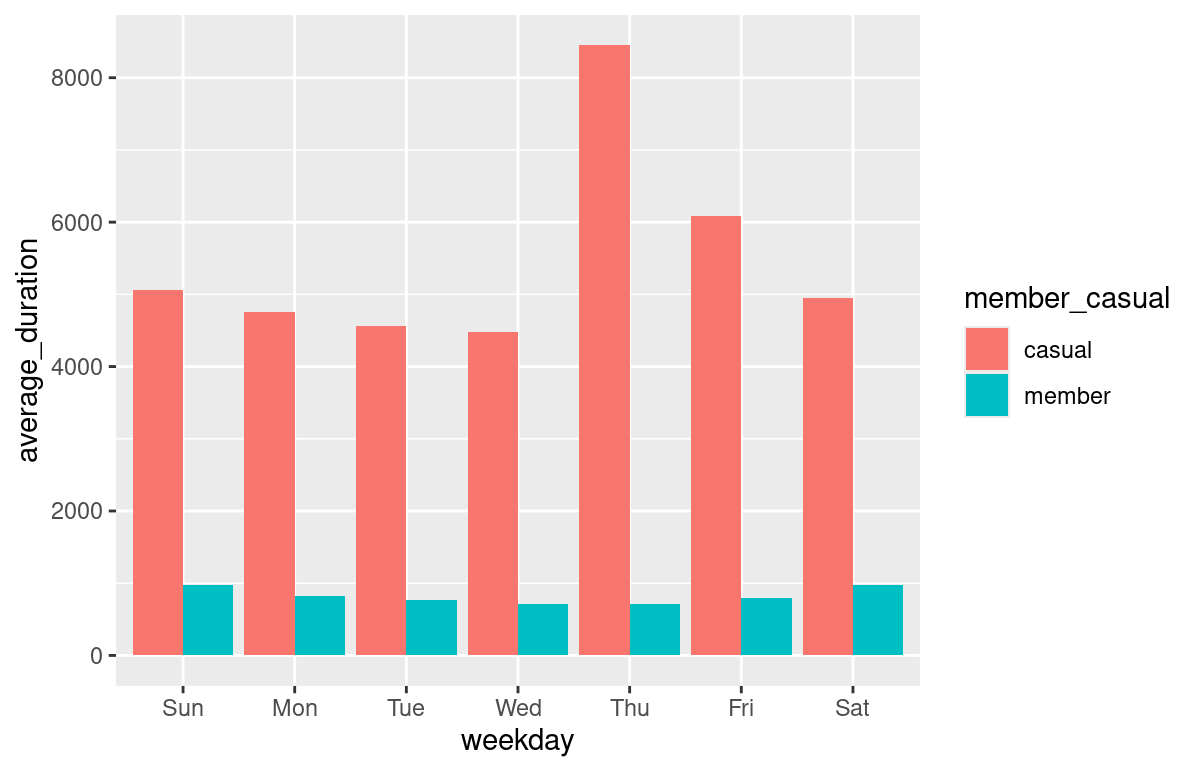 8000
6000
4000
2000
0
average_duration
Sun Mon Tue Wed Thu Fri Sat
weekday
member_casual
casual
member